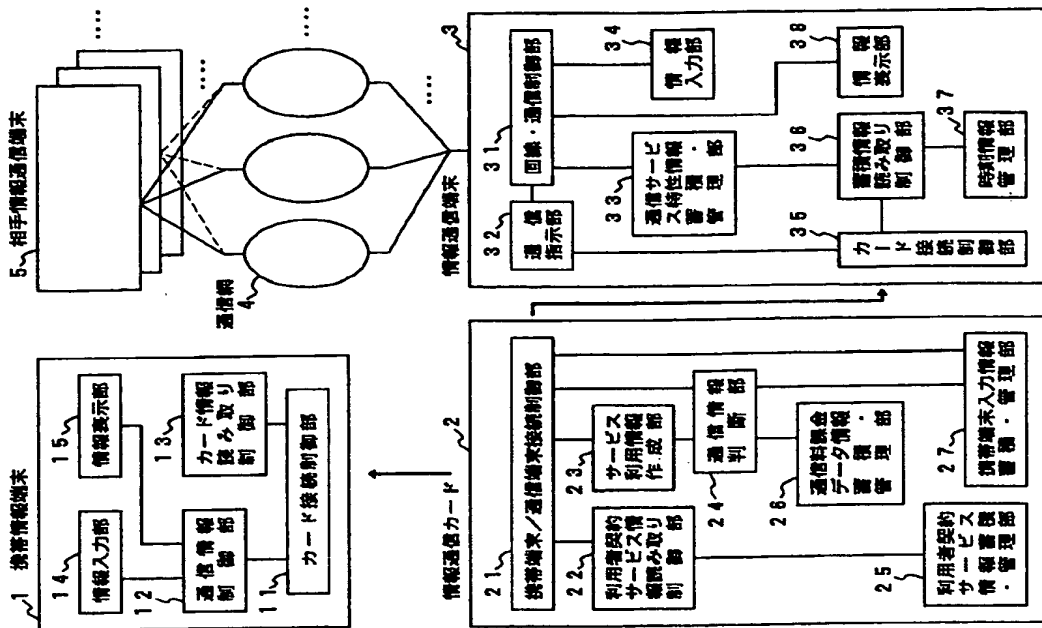 1
携帯情報端末
14
情報入力部
15
情報表示部
12
通信情報
制御部
13
カード情報
読み取り
制御部
11
カード接続制御部
5
相手情報通信端末
‥‥
‥‥
通信網
4
‥‥
‥‥
情報通信カード
2
21
携帯端末/通信端末接続制御部
22
利用者契約
サービス情
報読み取り
制御部
23
サービス
利用情報
作成部
24
通信情報
判断部
25
利用者契約
サービス
情報蓄積
・管理部
26
通信料課金
データ情報
蓄積・
管理部
27
携帯端末入力情報
蓄積・管理部
情報通信端末
3
31
回線・通信制御部
32
通信
指示部
33
通信サービ
ス特性情報
蓄積・
管理部
34
情報
入力部
35
カード
接続制御部
36
蓄積情報
読み取り
制御部
37
時刻情報
管理部
38
情報
表示部